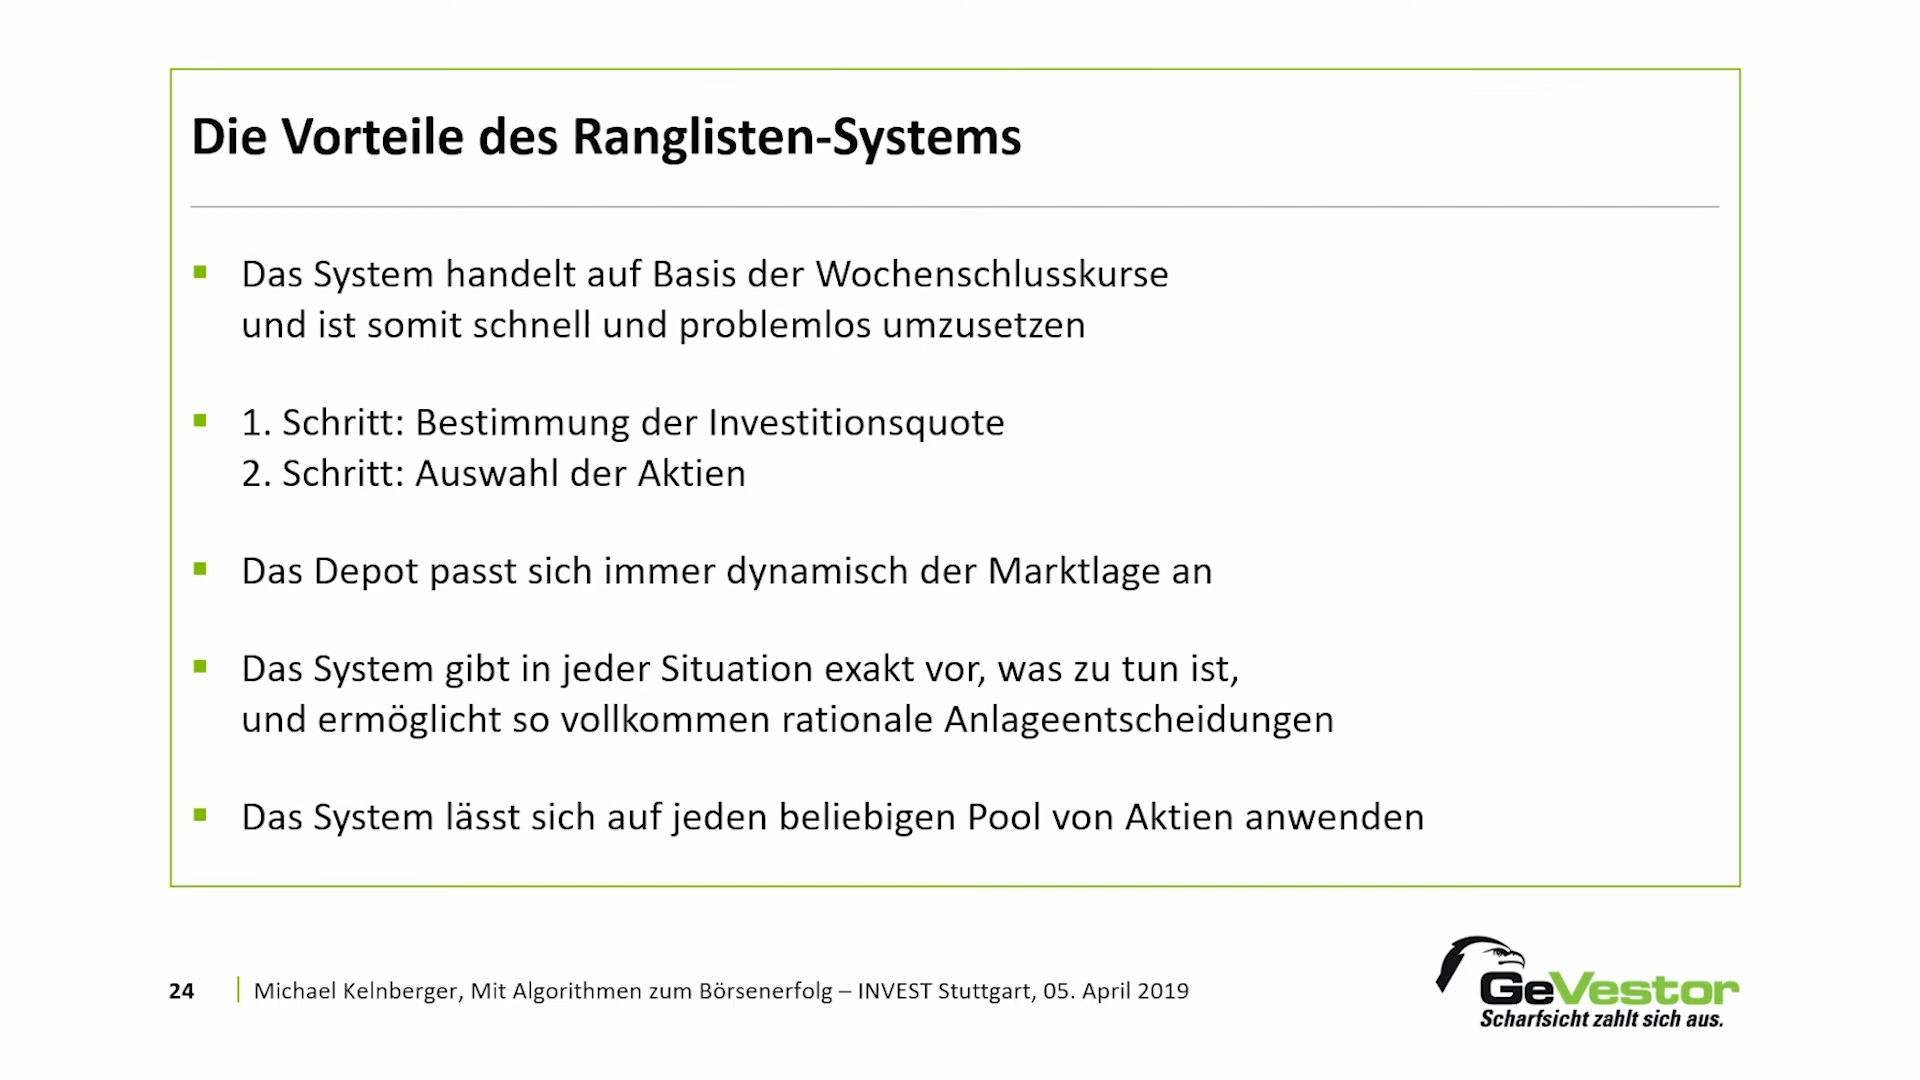 Die Vorteile des Ranglisten-Systems
Das System handelt auf Basis der Wochenschlusskurse
und ist somit schnell und problemlos umzusetzen
1. Schritt: Bestimmung der Investitionsquote
2. Schritt: Auswahl der Aktien
Das Depot passt sich immer dynamisch der Marktlage an
Das System gibt in jeder Situation exakt vor, was zu tun ist,
und ermöglicht so vollkommen rationale Anlageentscheidungen
Das System lässt sich auf jeden beliebigen Pool von Aktien anwenden
24 Michael Kelnberger, Mit Algorithmen zum Börsenerfolg – INVEST Stuttgart, 05. April 2019
GeVestor
Scharfsicht zahlt sich aus.